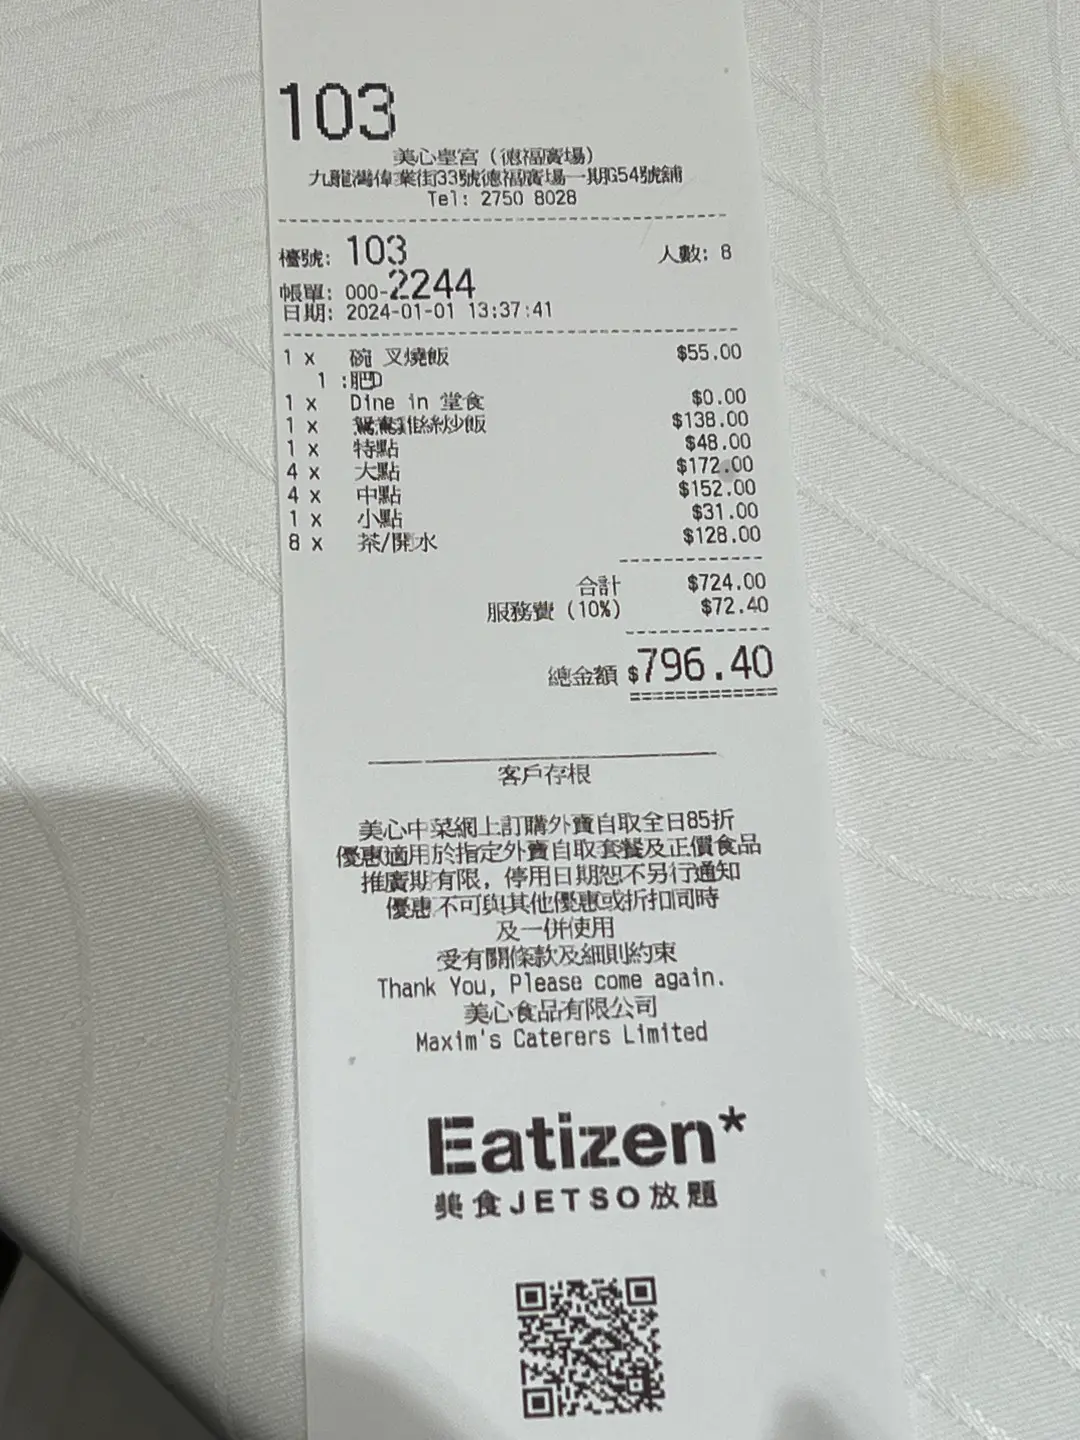 103
美心皇宮 (德福廣場)
九龍灣偉業街33號德福廣場一期G54號舖
Tel: 2750 8028
檯號: 103 人數: 8
帳單: 000-2244
日期: 2024-01-01 13:37:41
1 x 碗 叉燒飯 $55.00
1 :肥D
1 x Dine in 堂食 $0.00
1 x 鴛鴦雞絲炒飯 $138.00
1 x 特點 $48.00
4 x 大點 $172.00
4 x 中點 $152.00
1 x 小點 $31.00
8 x 茶/開水 $128.00
合計 $724.00
服務費 (10%) $72.40
總金額 $796.40
客戶存根
美心中菜網上訂購外賣自取全日85折
優惠適用於指定外賣自取套餐及正價食品
推廣期有限, 停用日期恕不另行通知
優惠不可與其他優惠或折扣同時
及一併使用
受有關條款及細則約束
Thank You, Please come again.
美心食品有限公司
Maxim's Caterers Limited
Eatizen*
美食JETSO放題